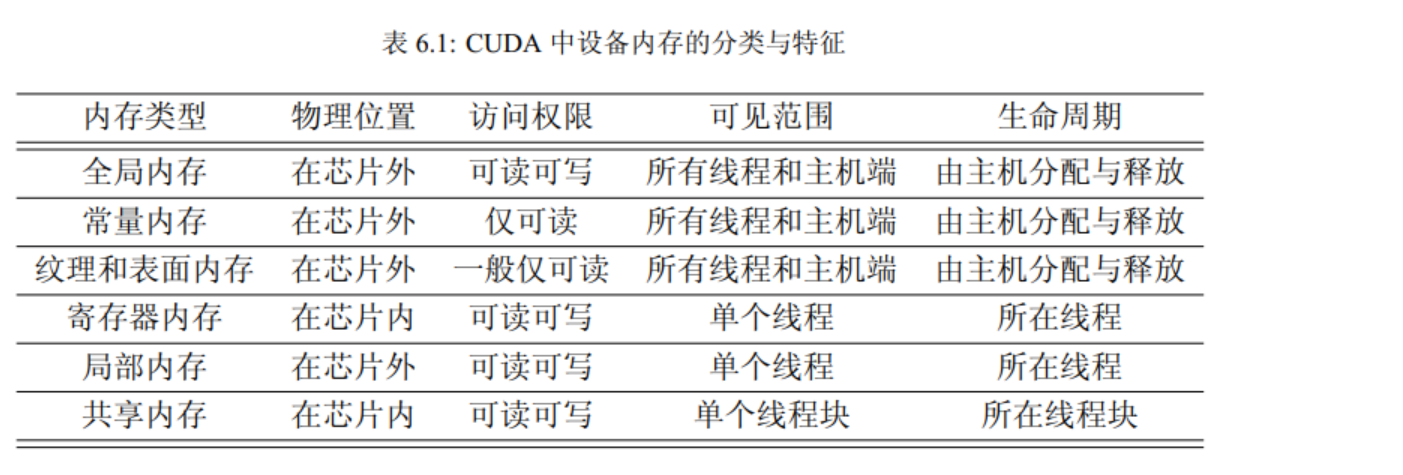 表 6.1: CUDA 中设备内存的分类与特征
内存类型 物理位置 访问权限 可见范围 生命周期
全局内存 在芯片外 可读可写 所有线程和主机端 由主机分配与释放
常量内存 在芯片外 仅可读 所有线程和主机端 由主机分配与释放
纹理和表面内存 在芯片外 一般仅可读 所有线程和主机端 由主机分配与释放
寄存器内存 在芯片内 可读可写 单个线程 所在线程
局部内存 在芯片外 可读可写 单个线程 所在线程
共享内存 在芯片内 可读可写 单个线程块 所在线程块